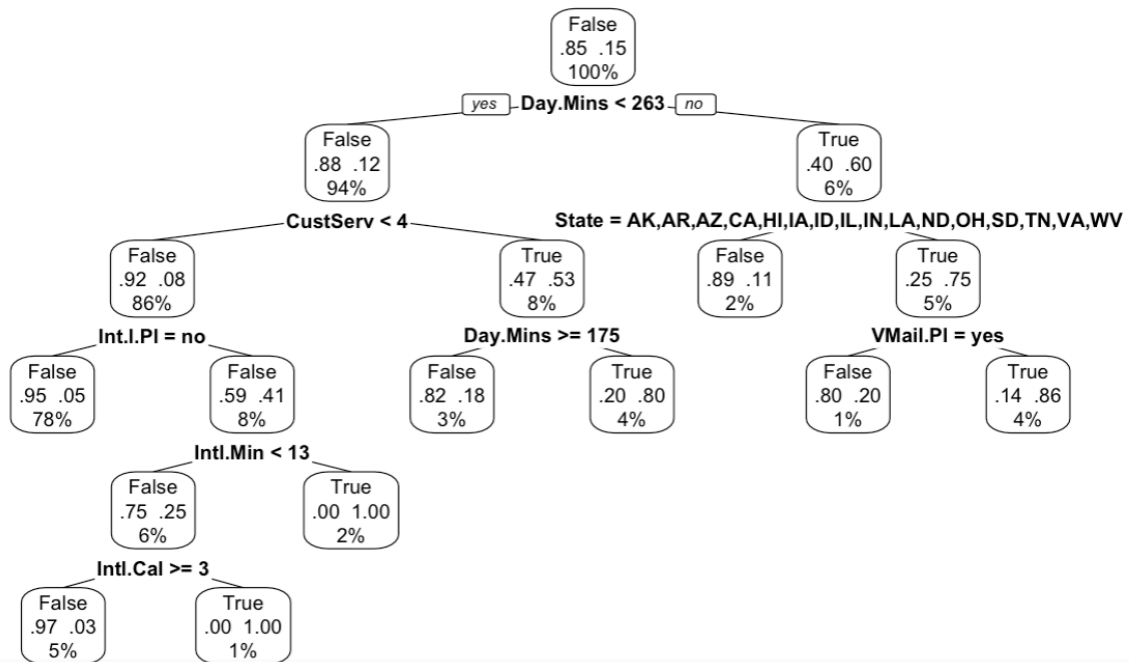 False
.85 .15
100%
yes Day.Mins < 263 no
False True
.88 .12 .40 .60
94% 6%
CustServ < 4 State = AK,AR,AZ,CA,HI,IA,ID,IL,IN,LA,ND,OH,SD,TN,VA,WV
False True False True
.92 .08 .47 .53 .89 .11 .25 .75
86% 8% 2% 5%
Int.l.Pl = no Day.Mins >= 175 VMail.Pl = yes
False False False True False True
.95 .05 .59 .41 .82 .18 .20 .80 .80 .20 .14 .86
78% 8% 3% 4% 1% 4%
Intl.Min < 13
False True
.75 .25 .00 1.00
6% 2%
Intl.Cal >= 3
False True
.97 .03 .00 1.00
5% 1%